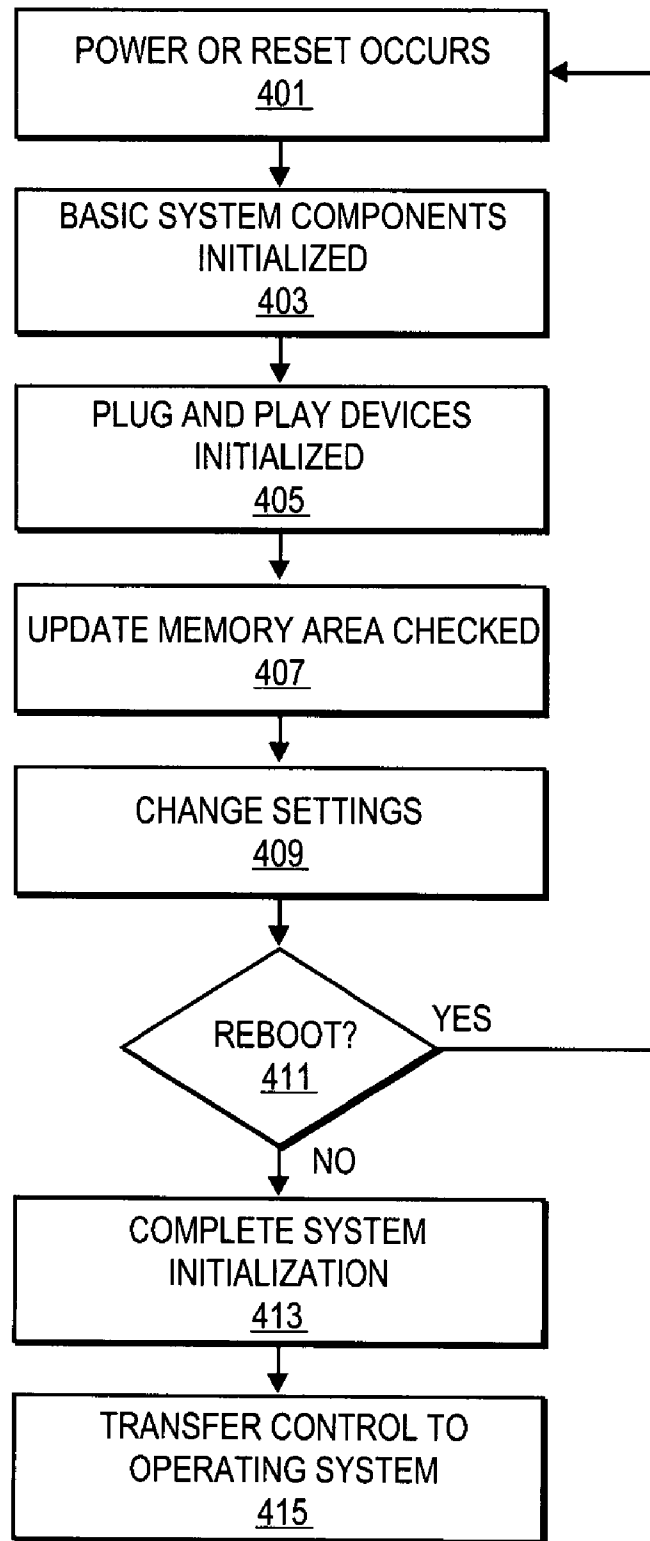 POWER OR RESET OCCURS
401
BASIC SYSTEM COMPONENTS
INITIALIZED
403
PLUG AND PLAY DEVICES
INITIALIZED
405
UPDATE MEMORY AREA CHECKED
407
CHANGE SETTINGS
409
REBOOT?
411
YES
NO
COMPLETE SYSTEM
INITIALIZATION
413
TRANSFER CONTROL TO
OPERATING SYSTEM
415